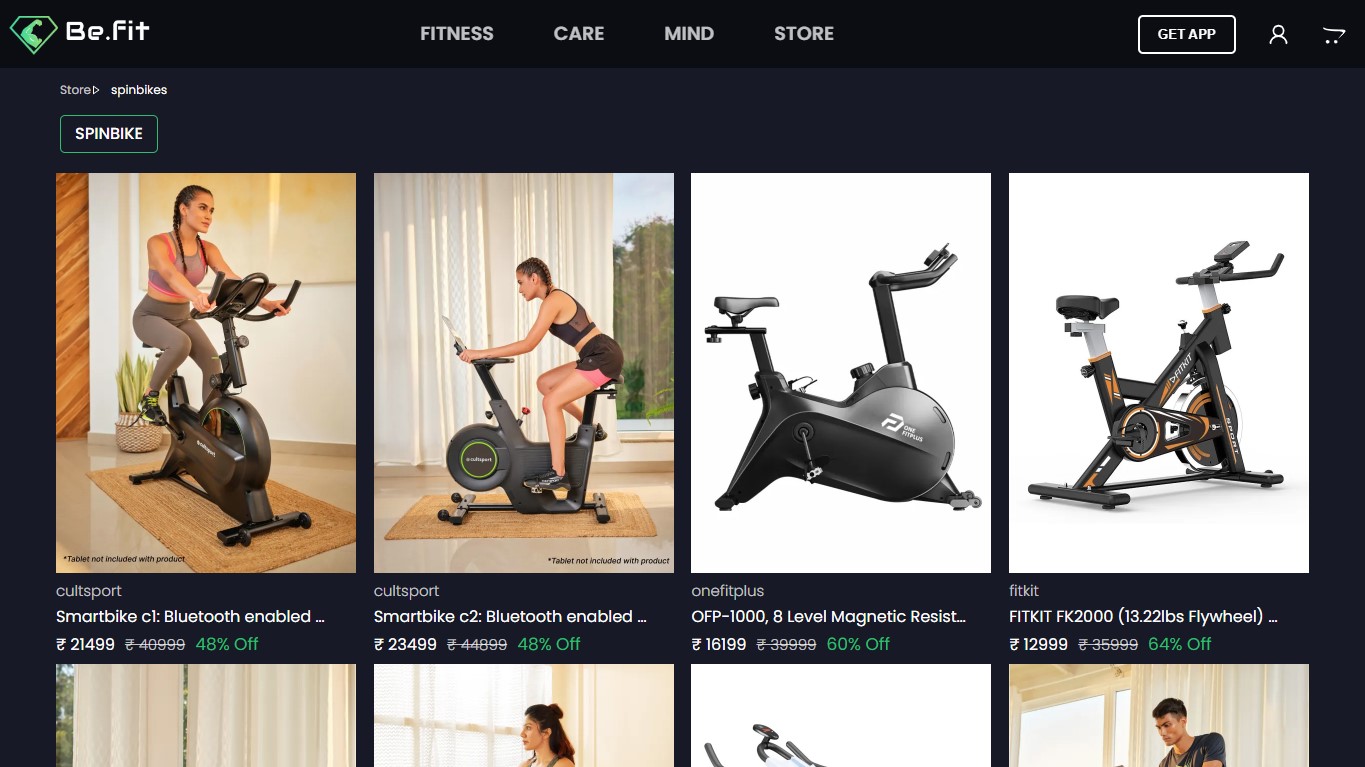 Be.Fit
FITNESS CARE MIND STORE
GET APP
Store spinbikes
SPINBIKE
*Tablet not included with product
cultsport
cultsport
*Tablet not included with product
ONE
FITPLUS
FITKIT
SPORT
cultsport
Smartbike c1: Bluetooth enabled ...
₹ 21499 ₹ 40999 48% Off
cultsport
Smartbike c2: Bluetooth enabled ...
₹ 23499 ₹ 44899 48% Off
onefitplus
OFP-1000, 8 Level Magnetic Resist...
₹ 16199 ₹ 39999 60% Off
fitkit
FITKIT FK2000 (13.22lbs Flywheel) ...
₹ 12999 ₹ 35999 64% Off